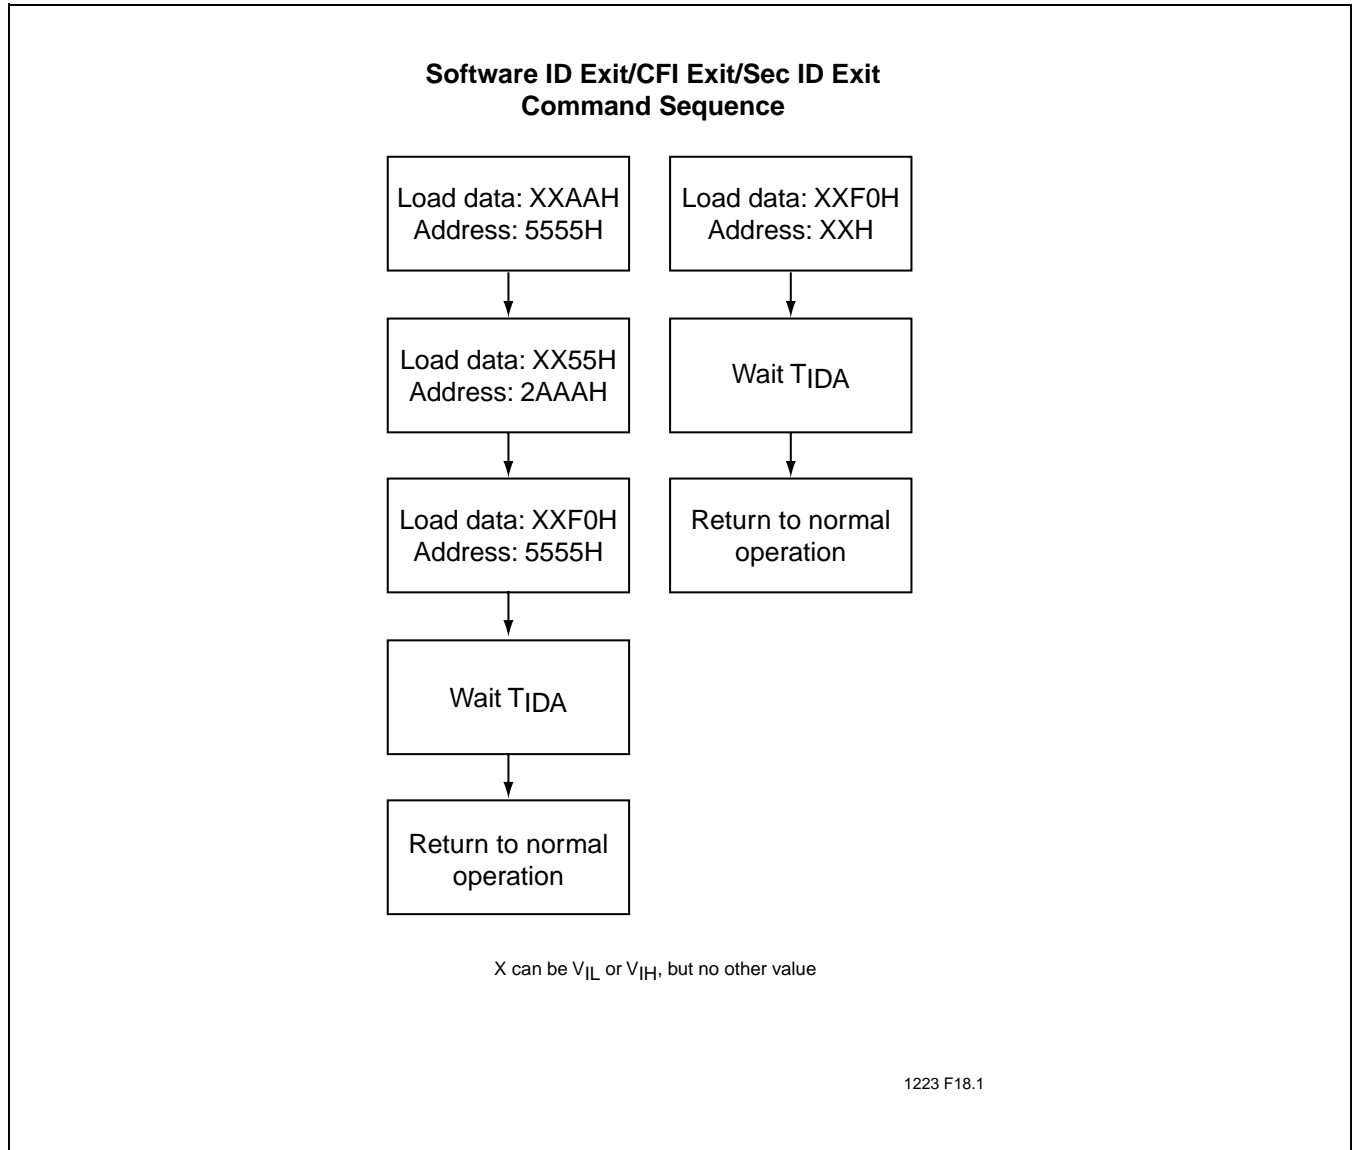 Software ID Exit/CFI Exit/Sec ID Exit
Command Sequence
Load data: XXAAH
Address: 5555H
Load data: XX55H
Address: 2AAAH
Load data: XXF0H
Address: 5555H
Wait TIDA
Return to normal
operation
Load data: XXF0H
Address: XXH
Wait TIDA
Return to normal
operation
X can be VIL or VIH, but no other value
1223 F18.1